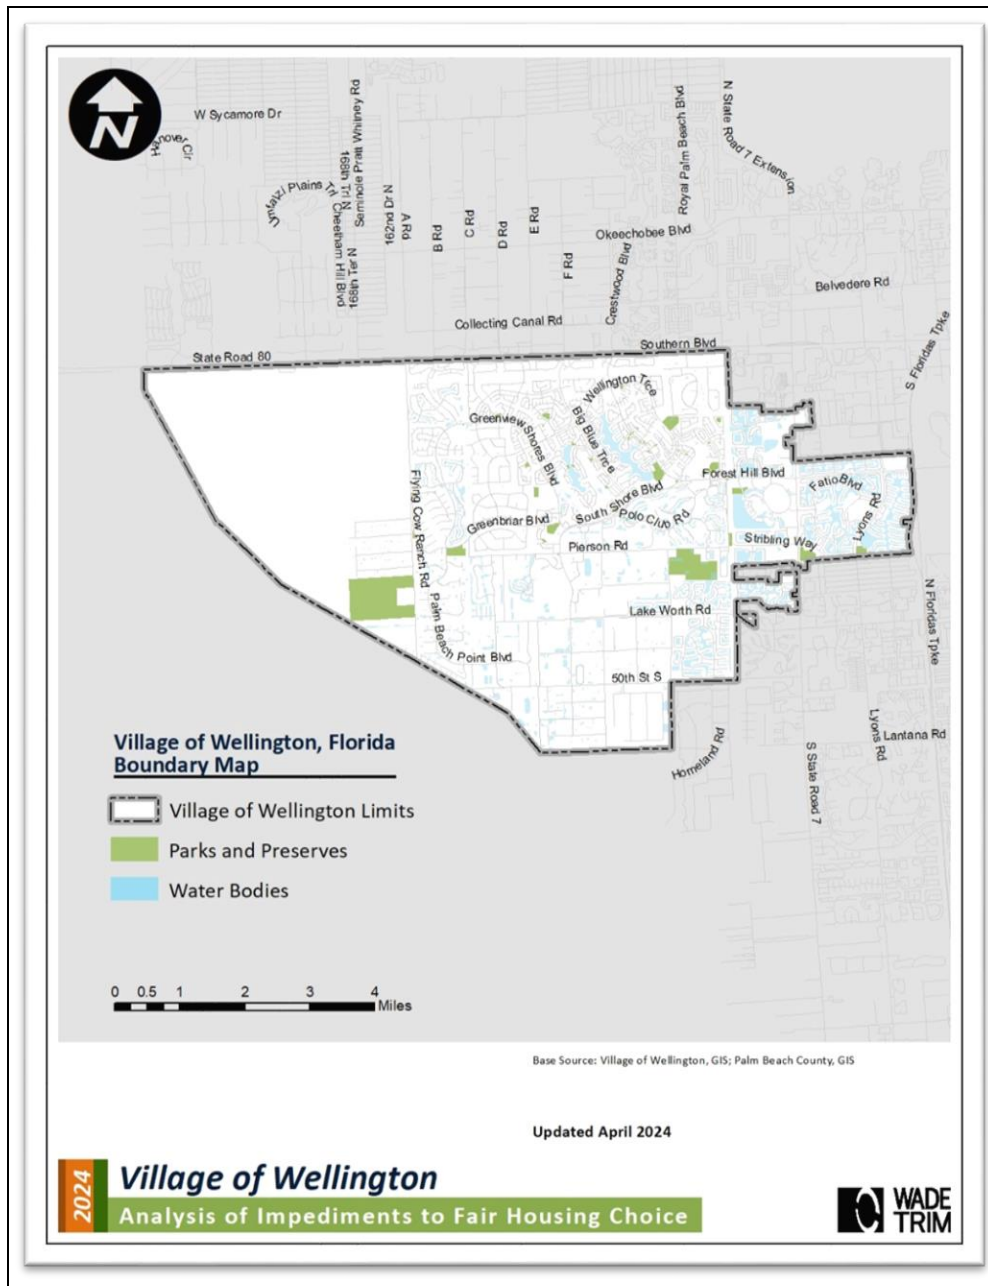 N
W Sycamore Dr
Hanover Cir
Umfalzi Plains Trl
168th Trl N
Cheetham Hill Blvd
Seminole Pratt Whitney Rd
168th Ter N
162nd Dr N
A Rd
B Rd
C Rd
D Rd
E Rd
F Rd
Royal Palm Beach Blvd
N State Road 7 Extension
Okeechobee Blvd
Crestwood Blvd
Belvedere Rd
Collecting Canal Rd
Southern Blvd
State Road 80
S Floridas Tpke
Wellington Trce
Greenview Shores Blvd
Big Blue Trce
Forest Hill Blvd
Fatio Blvd
Lyons Rd
Flying Cow Ranch Rd
South Shore Blvd
Polo Club Rd
Greenbriar Blvd
Pierson Rd
Stribling Way
Lake Worth Rd
Palm Beach
Point Blvd
50th St S
N Floridas Tpke
Homeland Rd
S State Road 7
Lyons Rd
Lantana Rd
Village of Wellington, Florida
Boundary Map
Village of Wellington Limits
Parks and Preserves
Water Bodies
0 0.5 1 2 3 4
Miles
Base Source: Village of Wellington, GIS; Palm Beach County, GIS
Updated April 2024
2024
Village of Wellington
Analysis of Impediments to Fair Housing Choice
WADE
TRIM